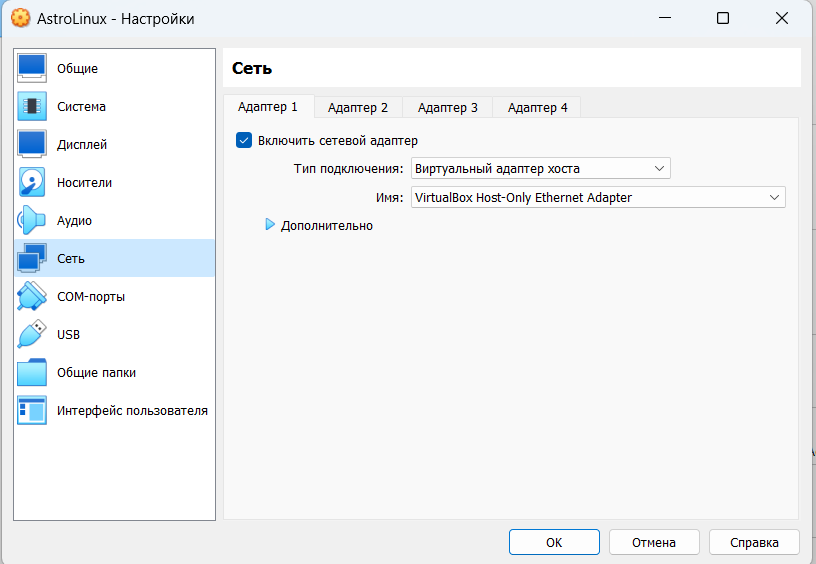 AstroLinux - Настройки
Общие
Система
Дисплей
Носители
Аудио
Сеть
COM-порты
USB
Общие папки
Интерфейс пользователя
Сеть
Адаптер 1
Адаптер 2
Адаптер 3
Адаптер 4
Включить сетевой адаптер
Тип подключения: Виртуальный адаптер хоста
Имя: VirtualBox Host-Only Ethernet Adapter
Дополнительно
ОК
Отмена
Справка